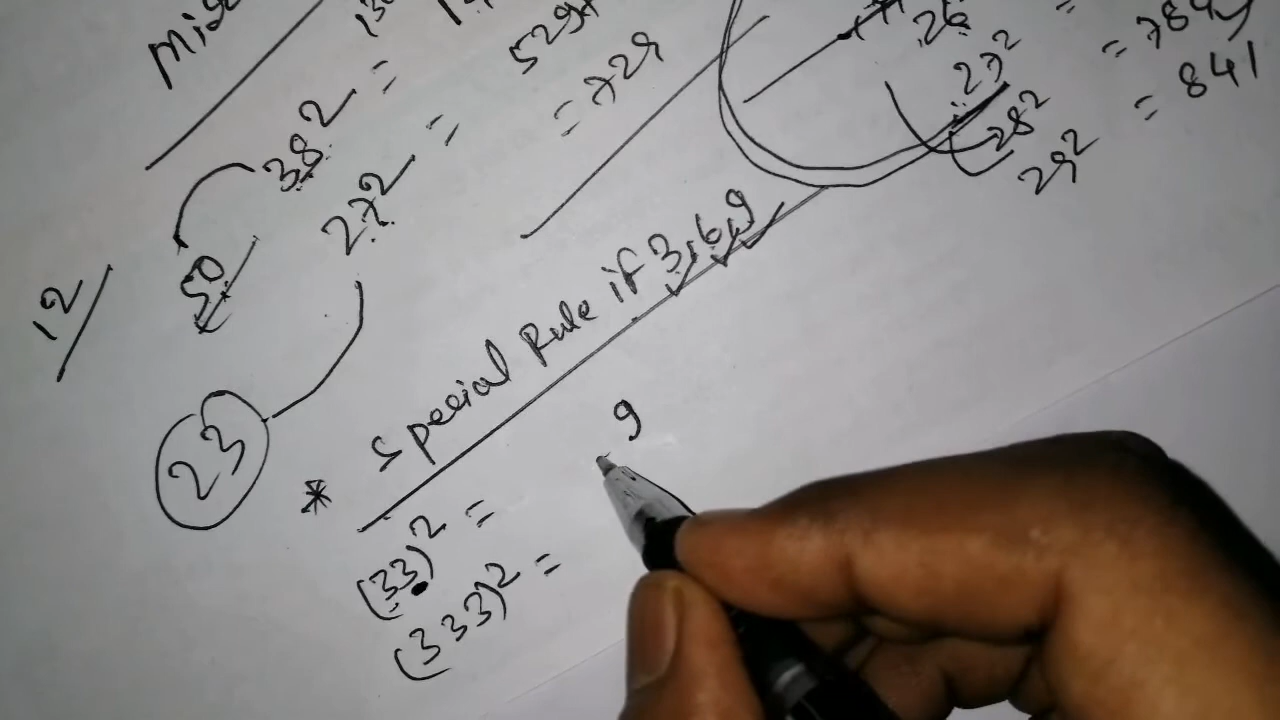 38² =
50
27² =
529+
= 729
26
27²
28² = 784
29² = 841
12
23
* Special Rule if 3, 6, 9
(33)² = 9
(333)² =